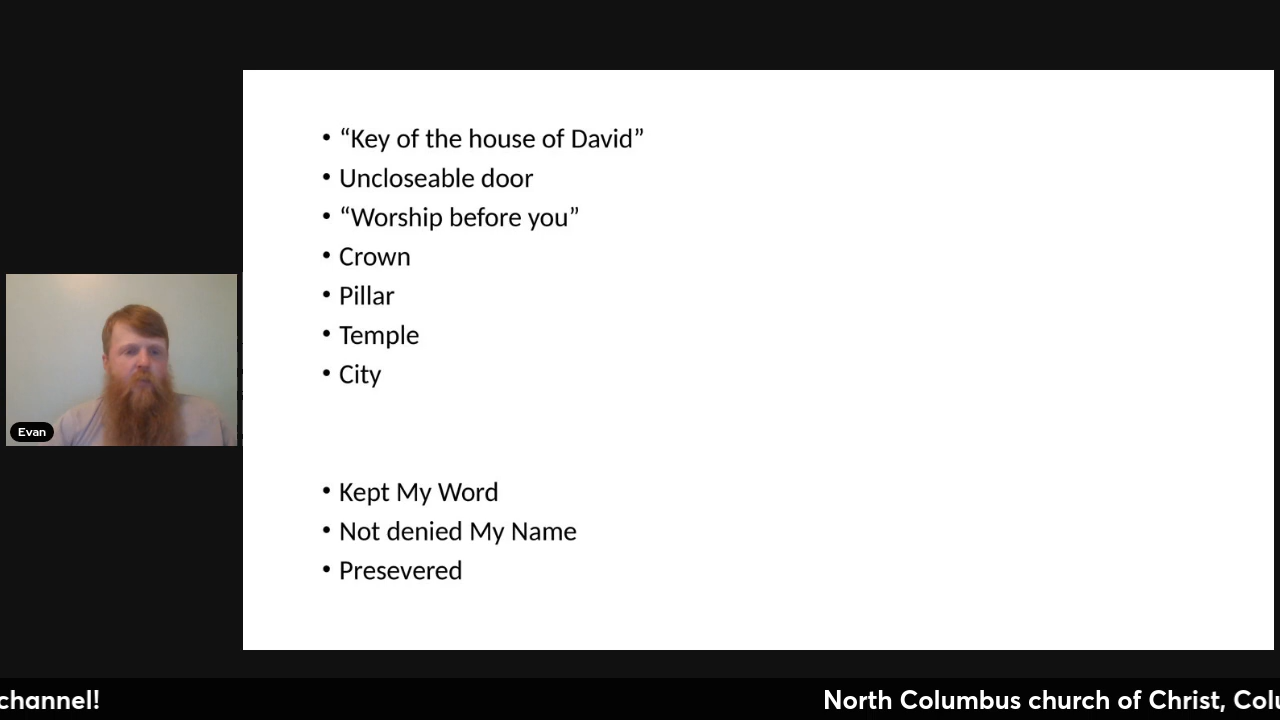 • “Key of the house of David”
• Uncloseable door
• “Worship before you”
• Crown
• Pillar
• Temple
• City
• Kept My Word
• Not denied My Name
• Presevered
Evan
channel!
North Columbus church of Christ,